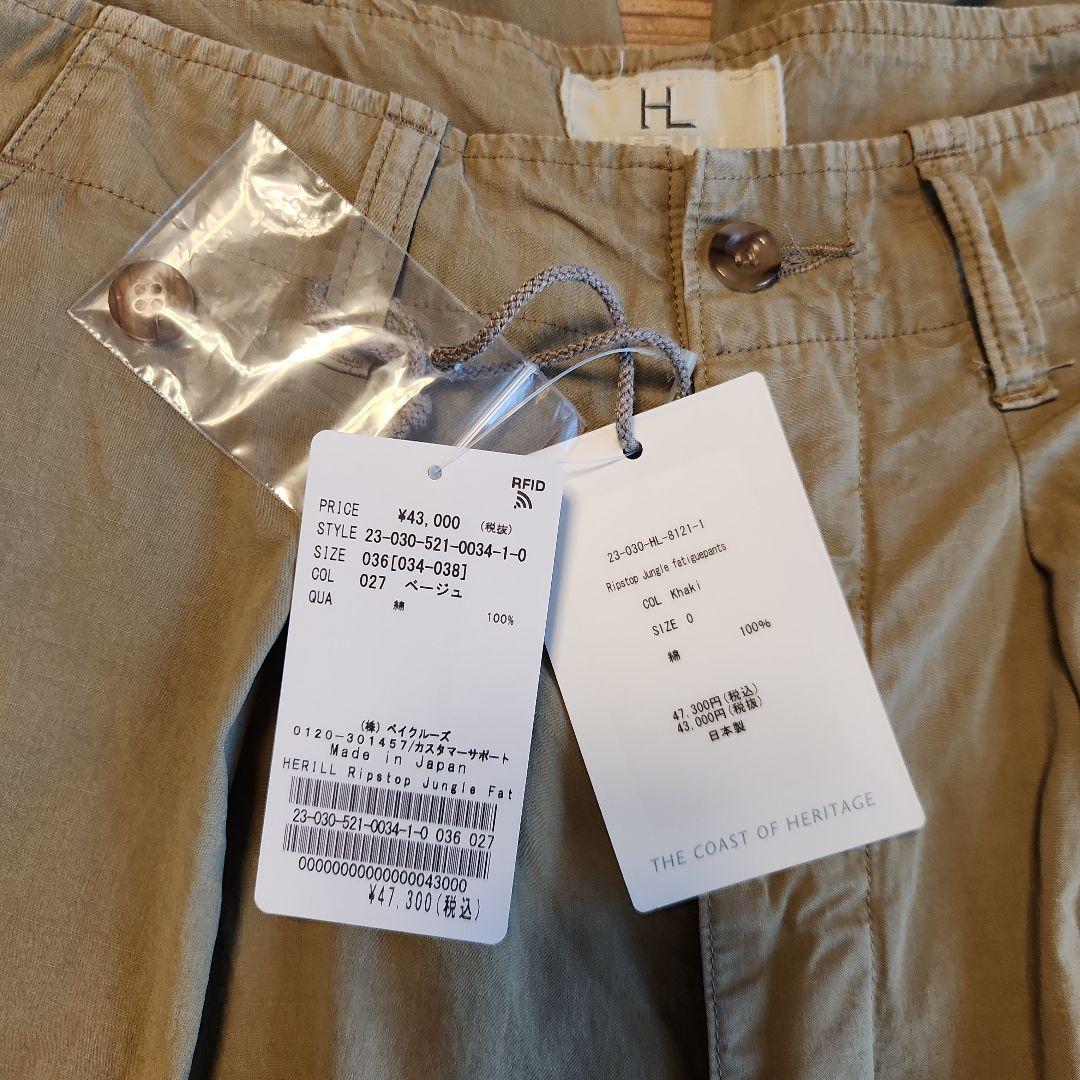 HL
RFID
PRICE ¥43,000 (税抜)
STYLE 23-030-521-0034-1-0
SIZE 036[034-038]
COL 027 ベージュ
QUA 綿 100%
(株) ベイクルーズ
0120-301457/カスタマーサポート
Made in Japan
HERILL Ripstop Jungle Fat
23-030-521-0034-1-0 036 027
00000000000000043000
¥47,300(税込)
23-030-HL-8121-1
Ripstop Jungle fatiguepants
COL Khaki
SIZE 0
綿 100%
47,300円(税込)
43,000円(税抜)
日本製
THE COAST OF HERITAGE